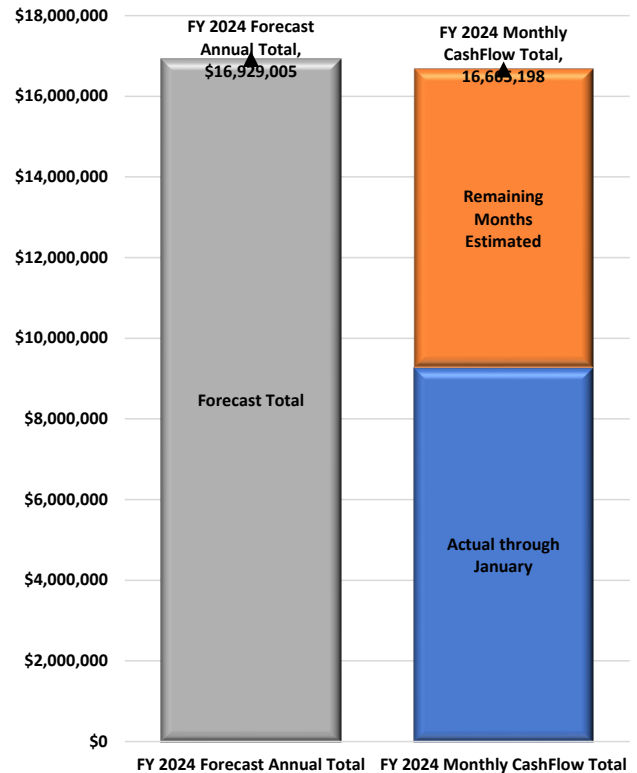 $18,000,000
$16,000,000
$14,000,000
$12,000,000
$10,000,000
$8,000,000
$6,000,000
$4,000,000
$2,000,000
$0
FY 2024 Forecast
Annual Total,
$16,929,005
Forecast Total
FY 2024 Monthly
CashFlow Total,
Remaining
Months
Estimated
Actual through
January
FY 2024 Forecast Annual Total
FY 2024 Monthly CashFlow Total